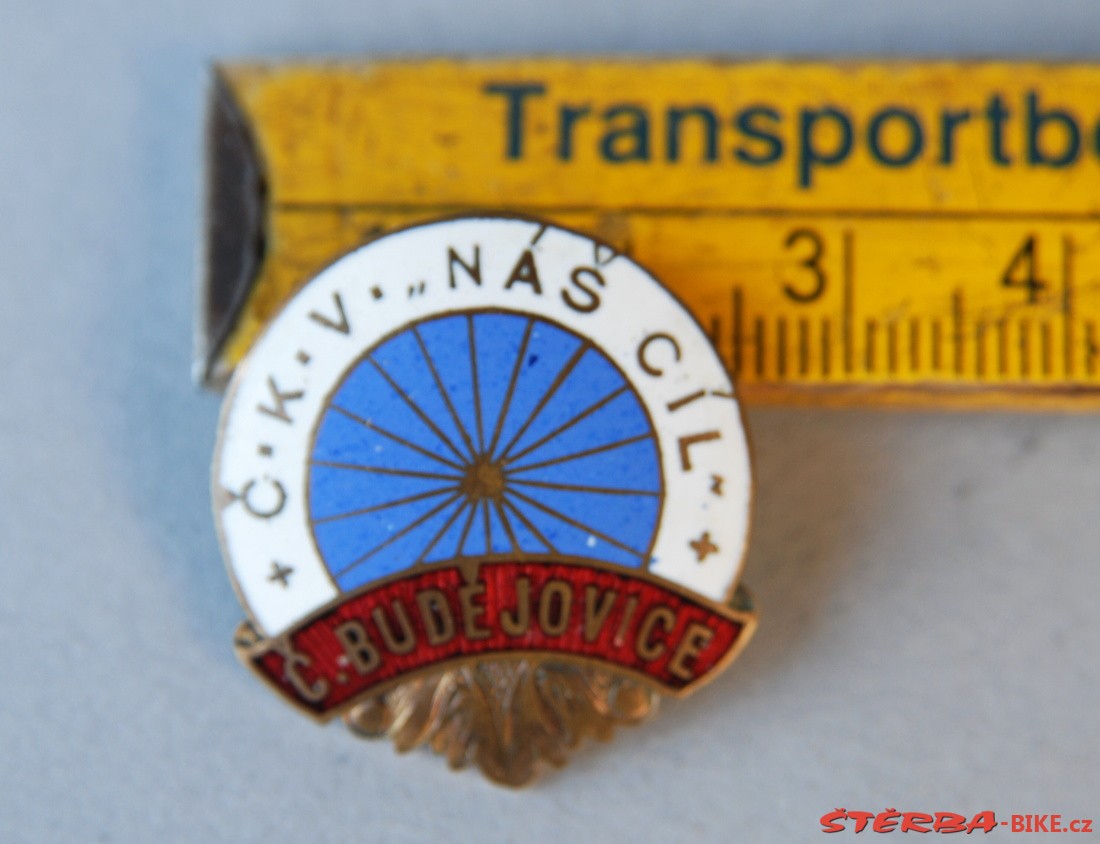 Transportb
3 4
Č·K·V·„NÁŠ CÍL"
Č. BUDĚJOVICE
ŠTĚRBA-BIKE.cz